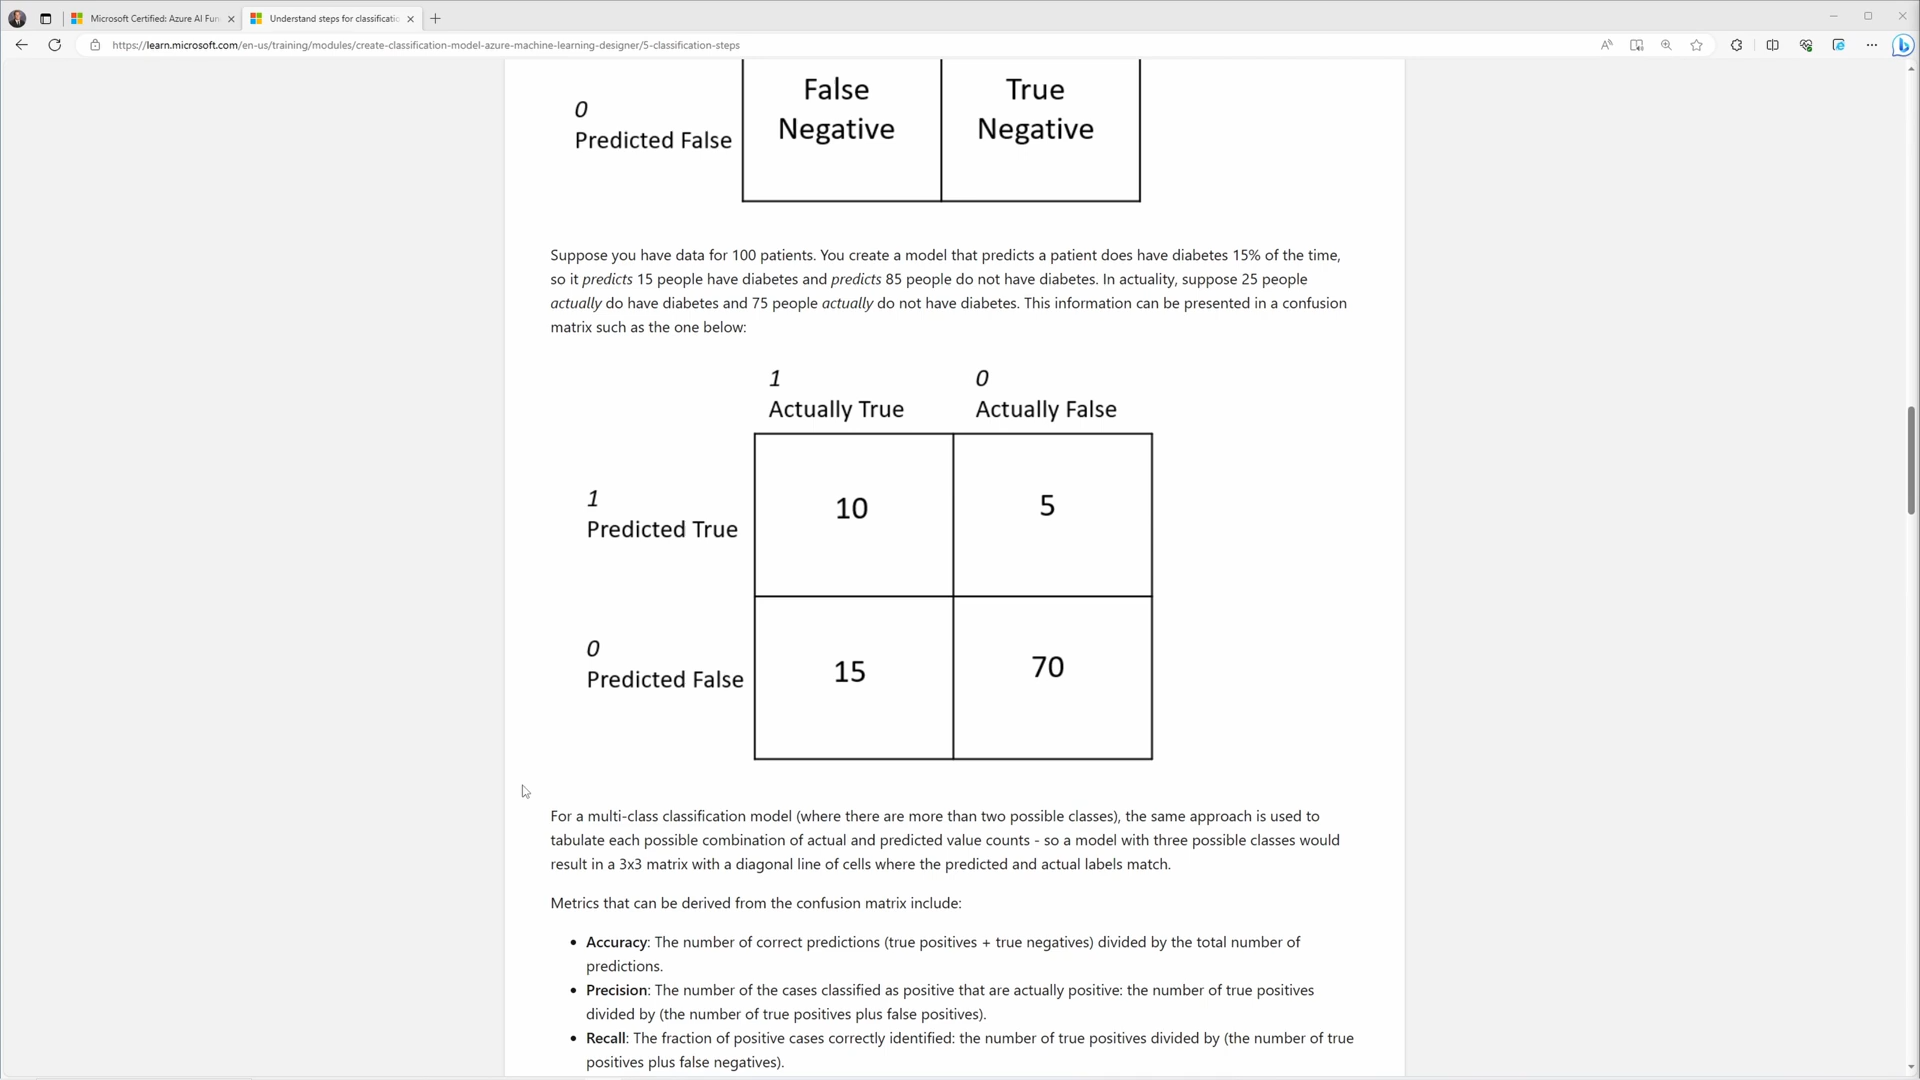 Microsoft Certified: Azure AI Fun
Understand steps for classificatio
https://learn.microsoft.com/en-us/training/modules/create-classification-model-azure-machine-learning-designer/5-classification-steps
False
Negative
True
Negative
0
Predicted False
Suppose you have data for 100 patients. You create a model that predicts a patient does have diabetes 15% of the time,
so it predicts 15 people have diabetes and predicts 85 people do not have diabetes. In actuality, suppose 25 people
actually do have diabetes and 75 people actually do not have diabetes. This information can be presented in a confusion
matrix such as the one below:
1
Actually True
0
Actually False
1
Predicted True
10
5
0
Predicted False
15
70
For a multi-class classification model (where there are more than two possible classes), the same approach is used to
tabulate each possible combination of actual and predicted value counts - so a model with three possible classes would
result in a 3x3 matrix with a diagonal line of cells where the predicted and actual labels match.
Metrics that can be derived from the confusion matrix include:
• Accuracy: The number of correct predictions (true positives + true negatives) divided by the total number of
predictions.
• Precision: The number of the cases classified as positive that are actually positive: the number of true positives
divided by (the number of true positives plus false positives).
• Recall: The fraction of positive cases correctly identified: the number of true positives divided by (the number of true
positives plus false negatives).